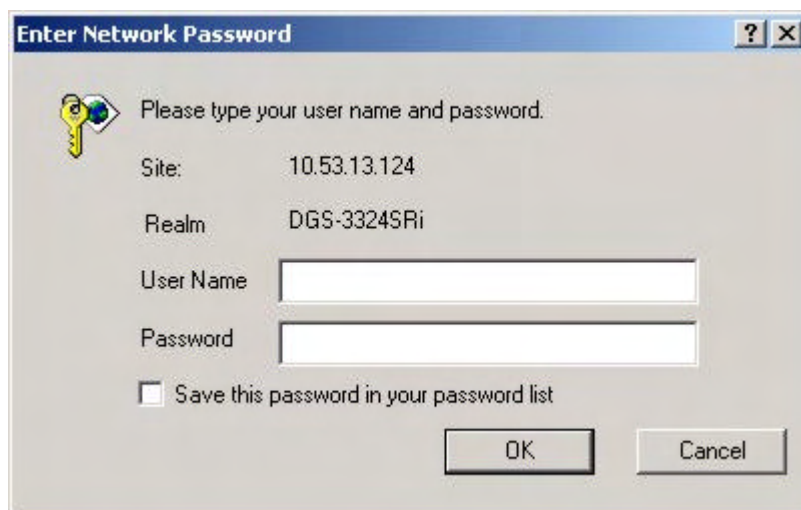 Enter Network Password
Please type your user name and password.
Site: 10.53.13.124
Realm DGS-3324SRi
User Name
Password
Save this password in your password list
OK Cancel